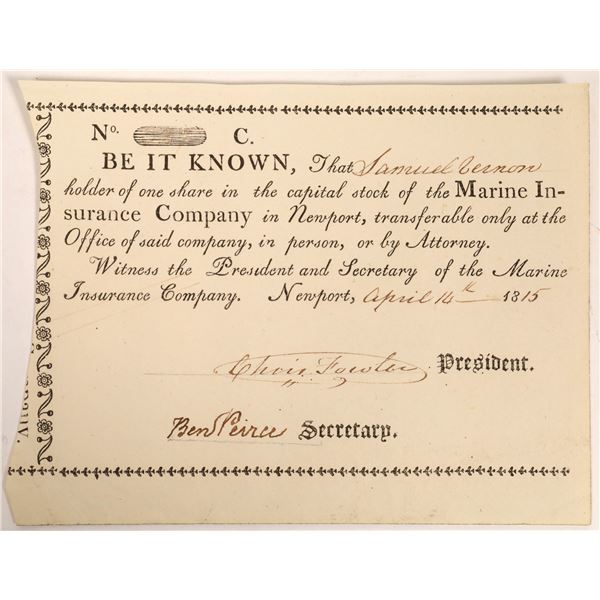 No. C.
BE IT KNOWN, That Samuel Vernon
holder of one share in the capital stock of the Marine In-
surance Company in Newport, transferable only at the
Office of said company, in person, or by Attorney.
Witness the President and Secretary of the Marine
Insurance Company. Newport, April 14th 1815
Chris Fowler President.
Ben Peirce Secretary.